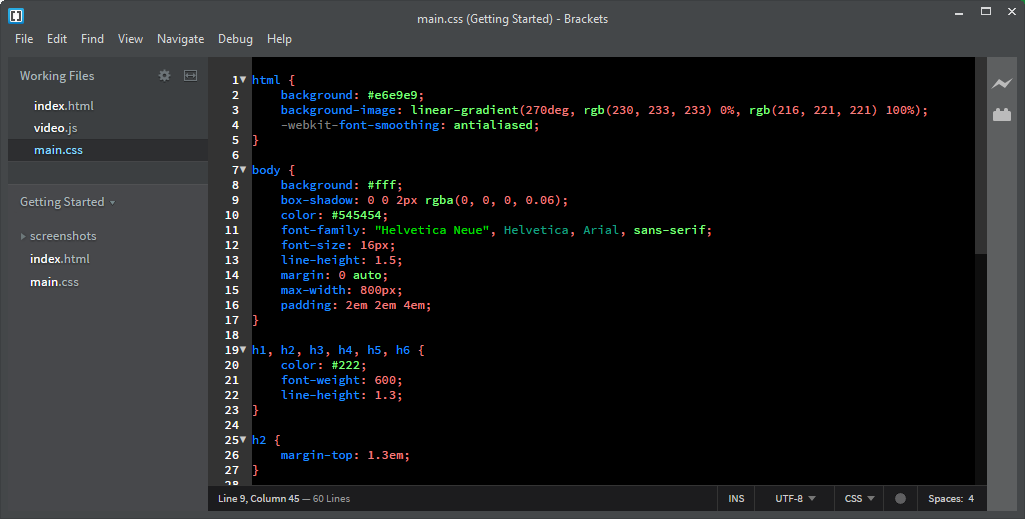 main.css (Getting Started) - Brackets
File Edit Find View Navigate Debug Help
Working Files
index.html
video.js
main.css
Getting Started
screenshots
index.html
main.css
1 html {
2     background: #e6e9e9;
3     background-image: linear-gradient(270deg, rgb(230, 233, 233) 0%, rgb(216, 221, 221) 100%);
4     -webkit-font-smoothing: antialiased;
5 }
6
7 body {
8     background: #fff;
9     box-shadow: 0 0 2px rgba(0, 0, 0, 0.06);
10     color: #545454;
11     font-family: "Helvetica Neue", Helvetica, Arial, sans-serif;
12     font-size: 16px;
13     line-height: 1.5;
14     margin: 0 auto;
15     max-width: 800px;
16     padding: 2em 2em 4em;
17 }
18
19 h1, h2, h3, h4, h5, h6 {
20     color: #222;
21     font-weight: 600;
22     line-height: 1.3;
23 }
24
25 h2 {
26     margin-top: 1.3em;
27 }
28
Line 9, Column 45 — 60 Lines INS UTF-8 CSS Spaces: 4